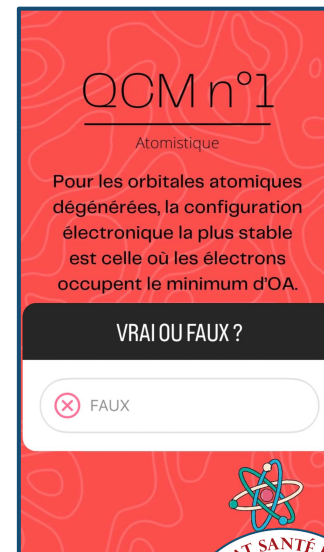 QCM n°1
Atomistique
Pour les orbitales atomiques
dégénérées, la configuration
électronique la plus stable
est celle où les électrons
occupent le minimum d'OA.
VRAI OU FAUX ?
FAUX
SANTÉ